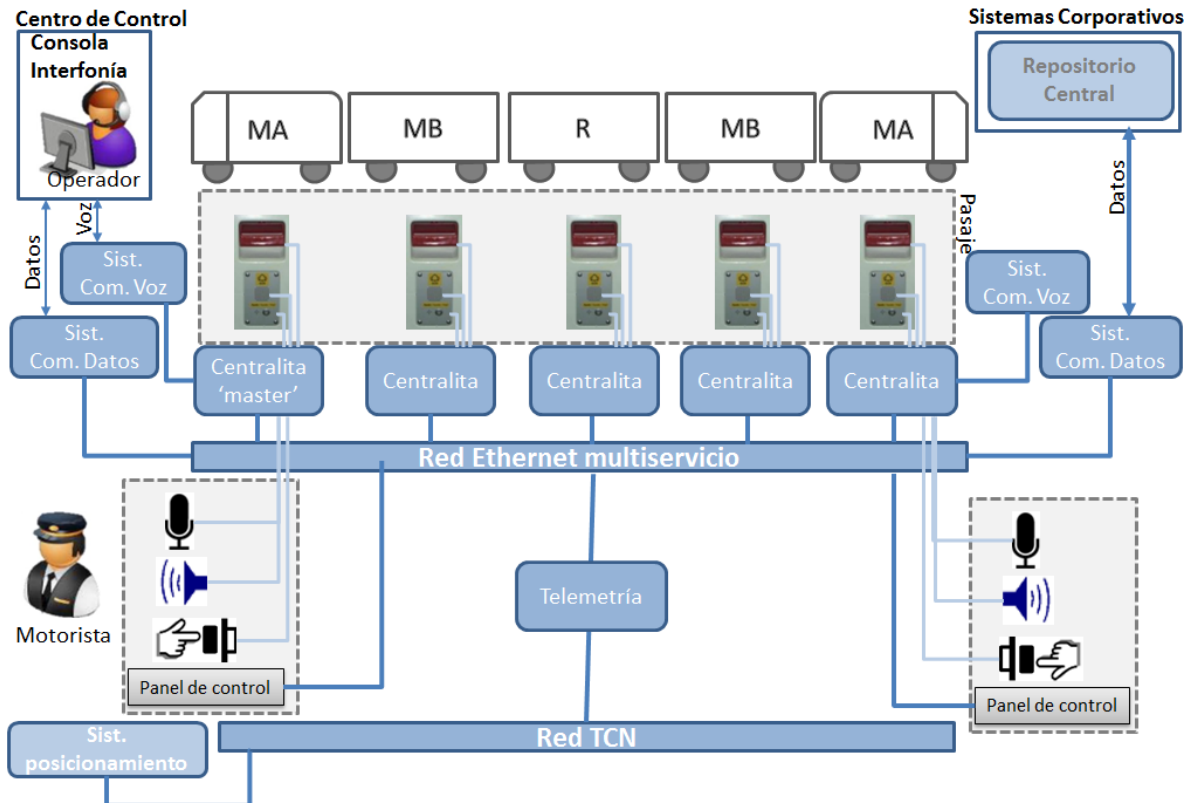 Centro de Control
Consola
Interfonía
Operador
Datos
Voz
Sistemas Corporativos
Repositorio
Central
Datos
MA
MB
R
MB
MA
Pasaje
Sist.
Com. Voz
Sist.
Com. Datos
Sist.
Com. Voz
Sist.
Com. Datos
Centralita
‘master’
Centralita
Centralita
Centralita
Centralita
Red Ethernet multiservicio
Motorista
Panel de control
Telemetría
Panel de control
Red TCN
Sist.
posicionamiento